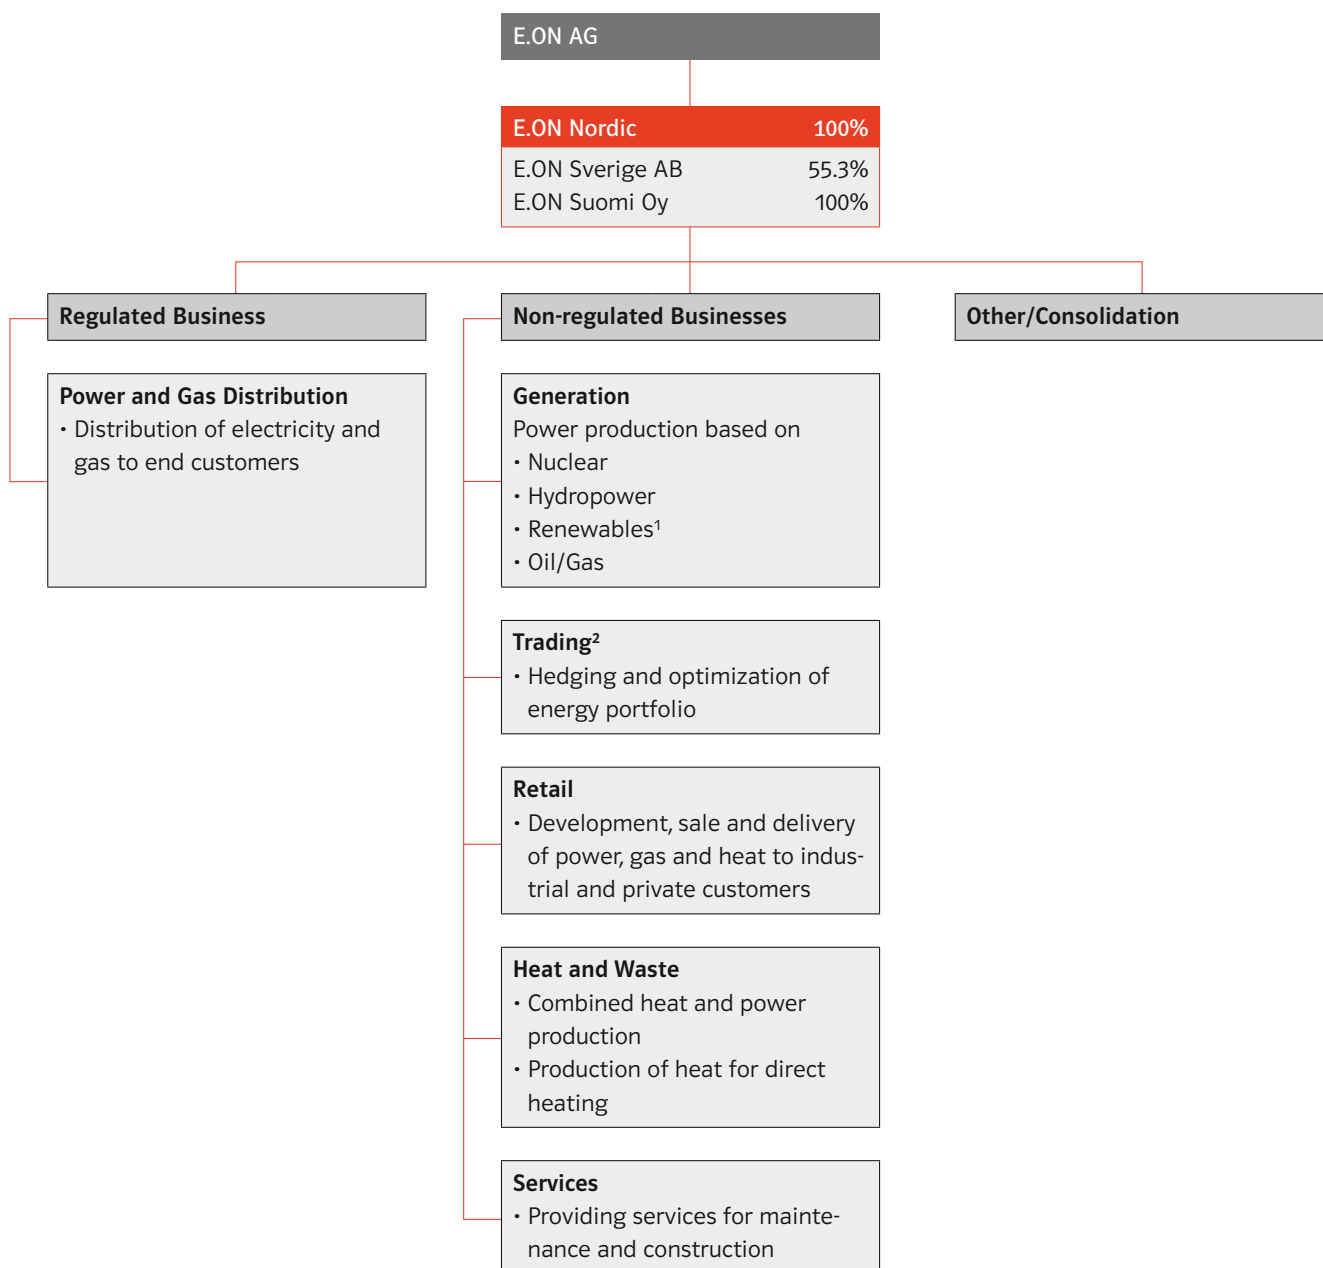 E.ON AG
E.ON Nordic 100%
E.ON Sverige AB 55.3%
E.ON Suomi Oy 100%
Regulated Business
Power and Gas Distribution
• Distribution of electricity and
gas to end customers
Non-regulated Businesses
Generation
Power production based on
• Nuclear
• Hydropower
• Renewables¹
• Oil/Gas
Trading²
• Hedging and optimization of
energy portfolio
Retail
• Development, sale and delivery
of power, gas and heat to indus-
trial and private customers
Heat and Waste
• Combined heat and power
production
• Production of heat for direct
heating
Services
• Providing services for mainte-
nance and construction
Other/Consolidation